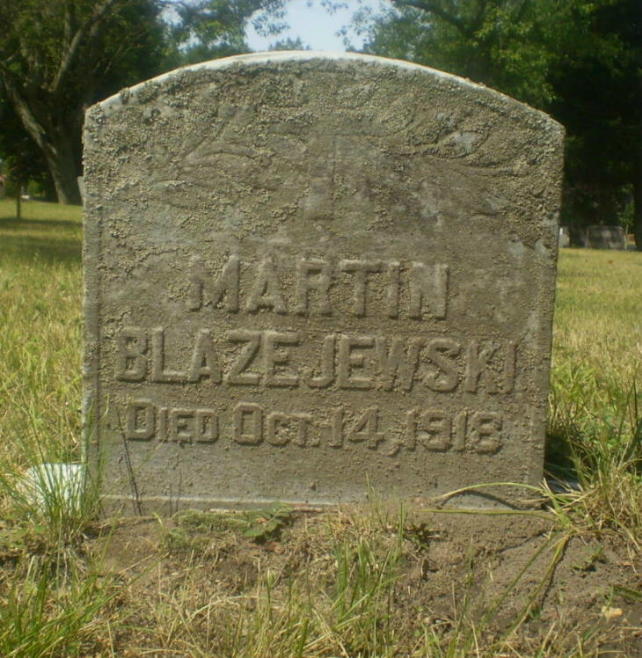 MARTIN
BLAZEJEWSKI
DIED OCT. 14, 1918